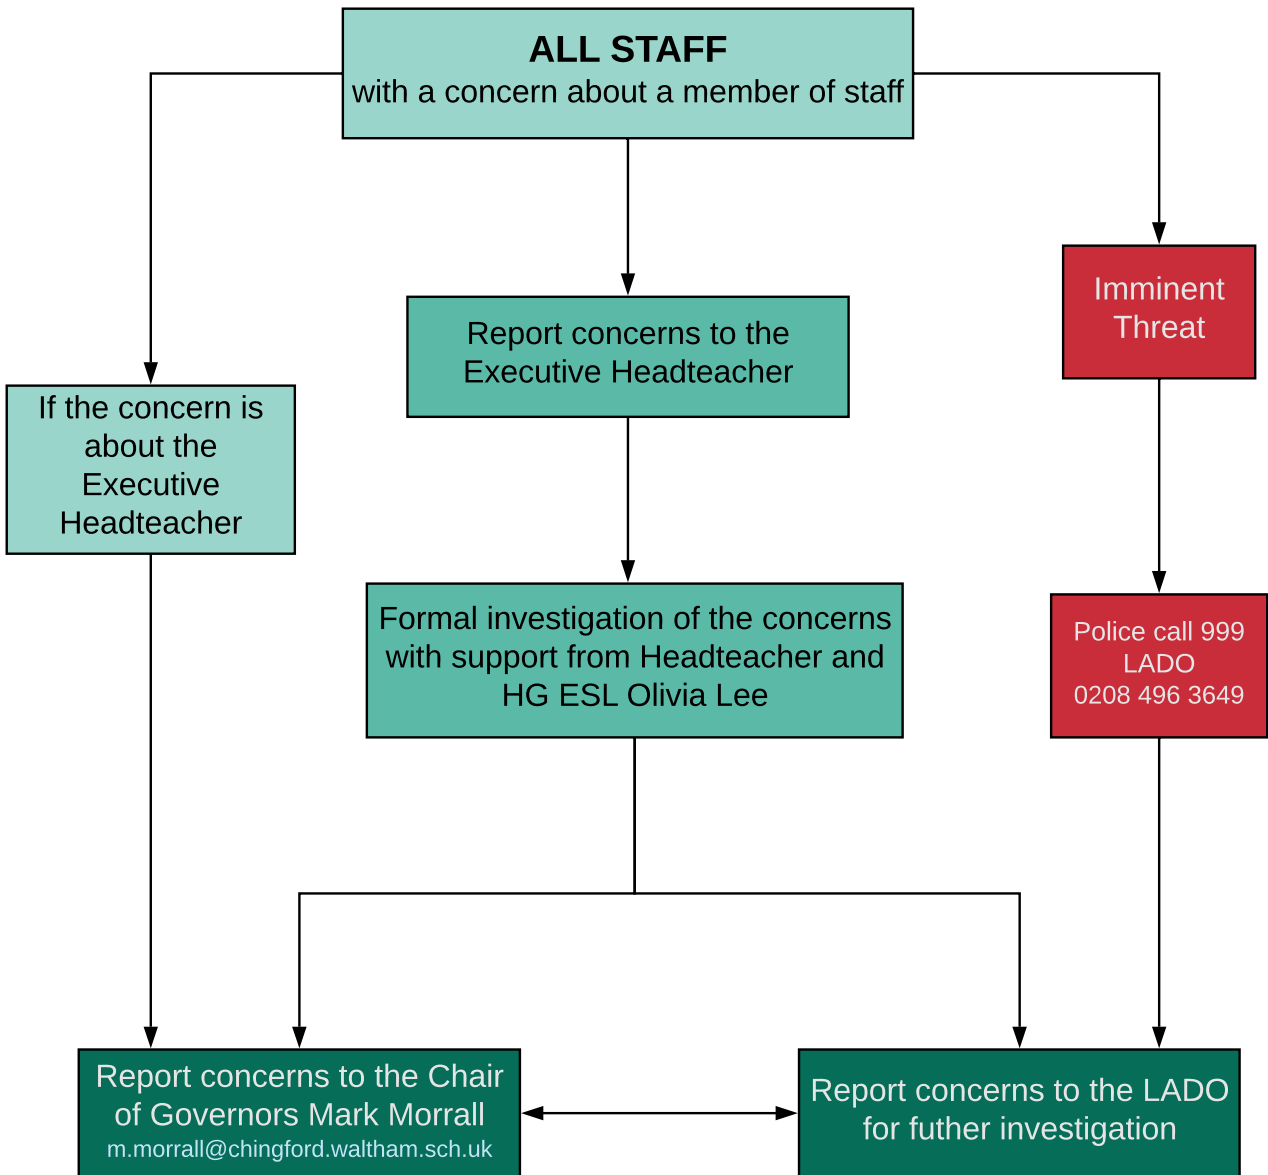 ALL STAFF
with a concern about a member of staff
Imminent
Threat
Report concerns to the
Executive Headteacher
If the concern is
about the
Executive
Headteacher
Formal investigation of the concerns
with support from Headteacher and
HG ESL Olivia Lee
Police call 999
LADO
0208 496 3649
Report concerns to the Chair
of Governors Mark Morrall
m.morrall@chingford.waltham.sch.uk
Report concerns to the LADO
for futher investigation